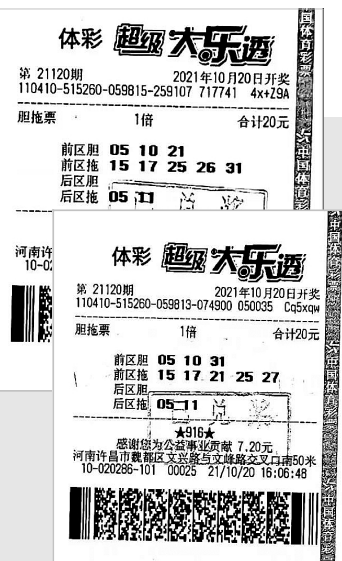 体彩 超级大乐透
第 21120期 2021年10月20日开奖
110410-515260-059815-259107 717741 4x+Z9A
胆拖票 1倍 合计20元
前区胆 05 10 21
前区拖 15 17 25 26 31
后区胆
后区拖 05 11
河南许
10-02
体彩 超级大乐透
第 21120期 2021年10月20日开奖
110410-515260-059813-074900 050035 Cq5xqw
胆拖票 1倍 合计20元
前区胆 05 10 31
前区拖 15 17 21 25 27
后区胆
后区拖 05 11
★916★
感谢您为公益事业贡献 7.20元
河南许昌市魏都区文兴路与文峰路交叉口南50米
10-020286-101 00025 21/10/20 16:06:48
中国体育彩票
中国体育彩票